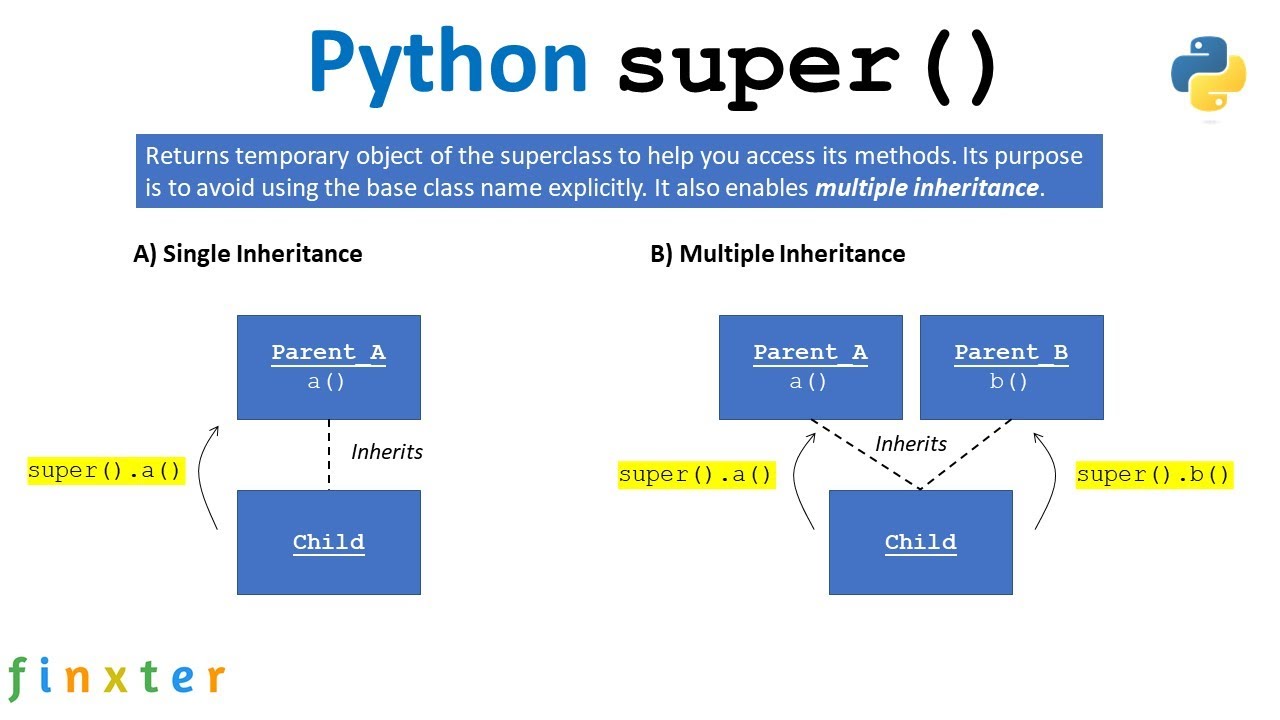 Python super()
Returns temporary object of the superclass to help you access its methods. Its purpose
is to avoid using the base class name explicitly. It also enables multiple inheritance.
A) Single Inheritance
Parent_A
a()
Inherits
super().a()
Child
B) Multiple Inheritance
Parent_A
a()
Parent_B
b()
Inherits
super().a()
super().b()
Child
finxter